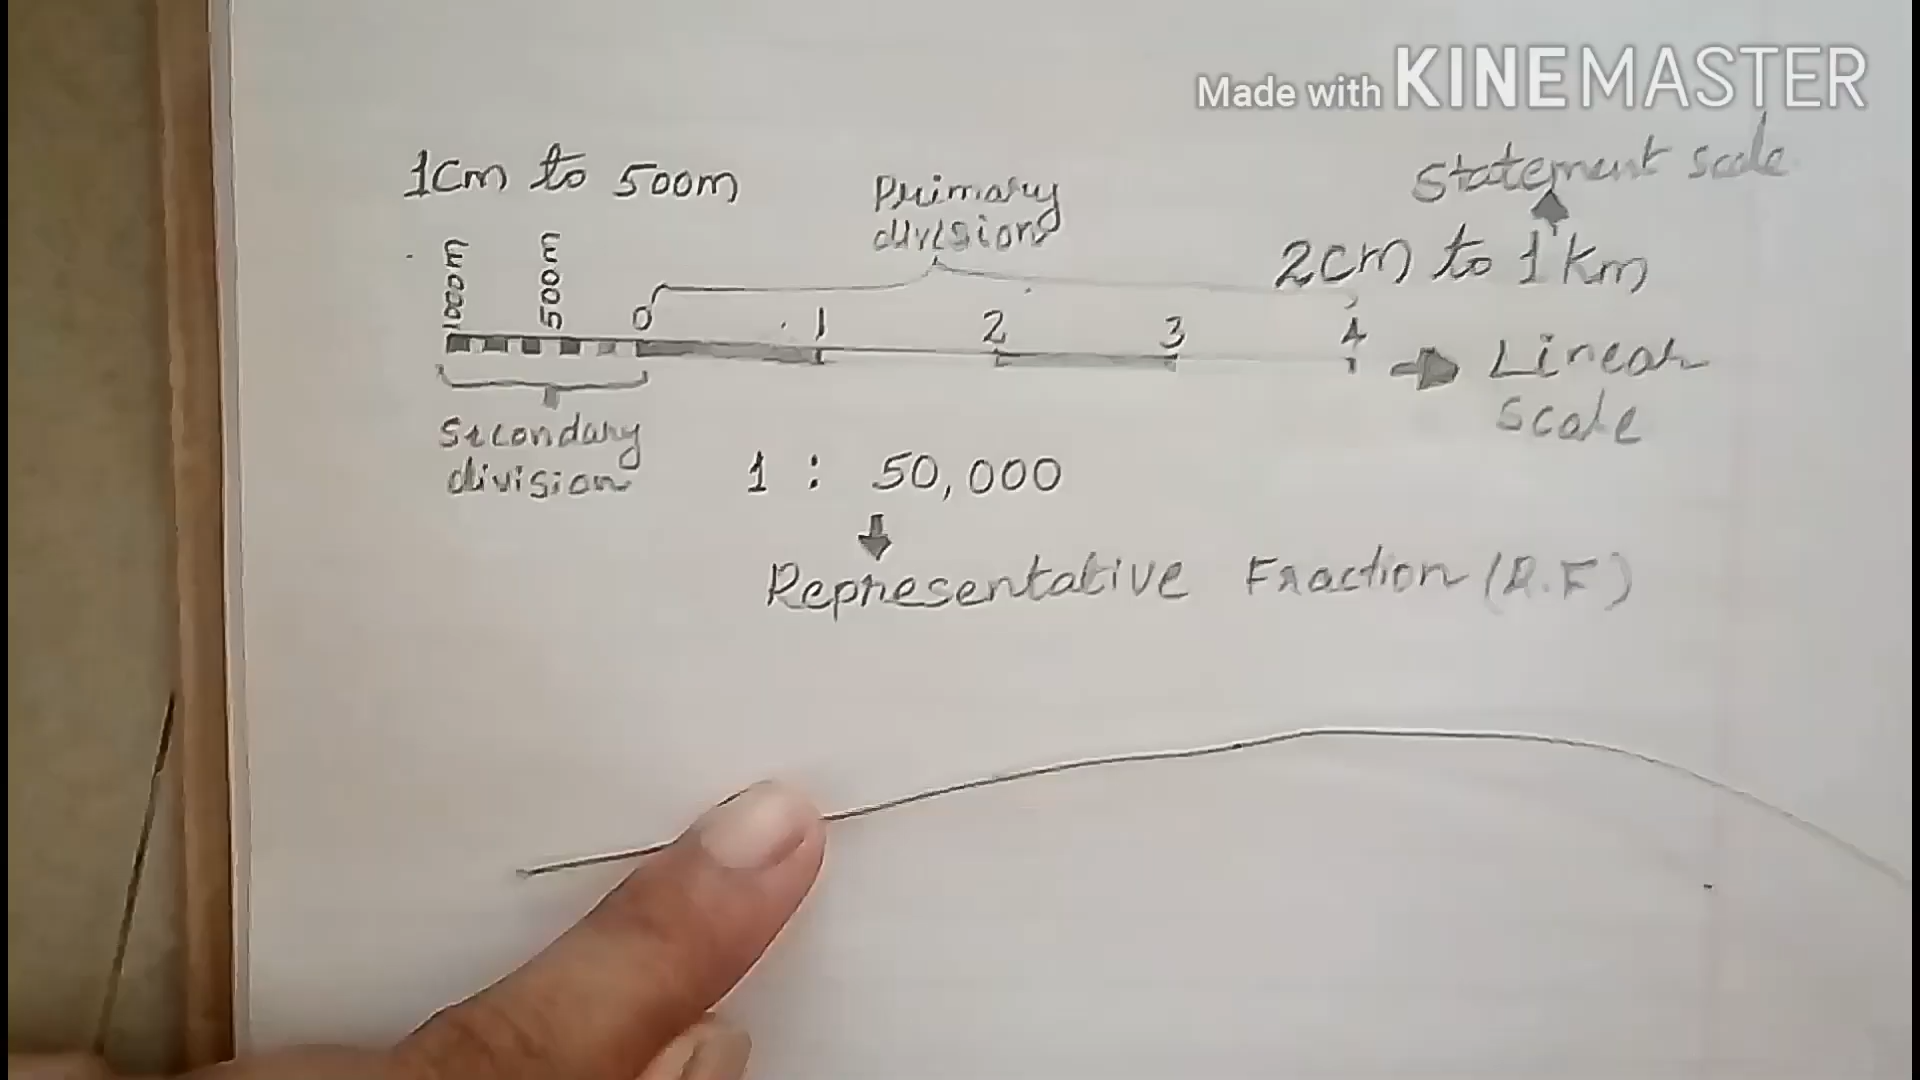 Made with KINEMASTER
Statement scale
1cm to 500m
Primary
divisions
2cm to 1km
1000m 500m 0 1 2 3 4
Linear
scale
Secondary
division
1 : 50,000
Representative Fraction (R.F)